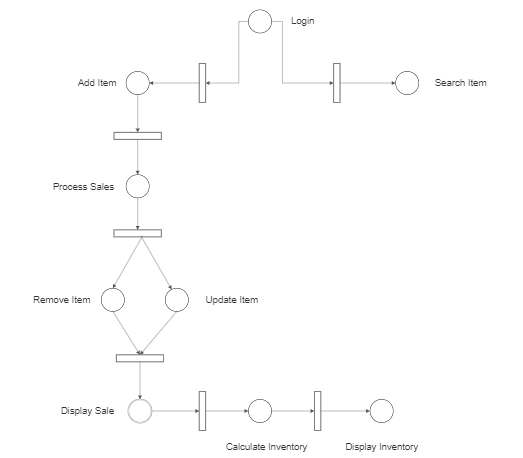 Login
Add Item
Search Item
Process Sales
Remove Item
Update Item
Display Sale
Calculate Inventory
Display Inventory